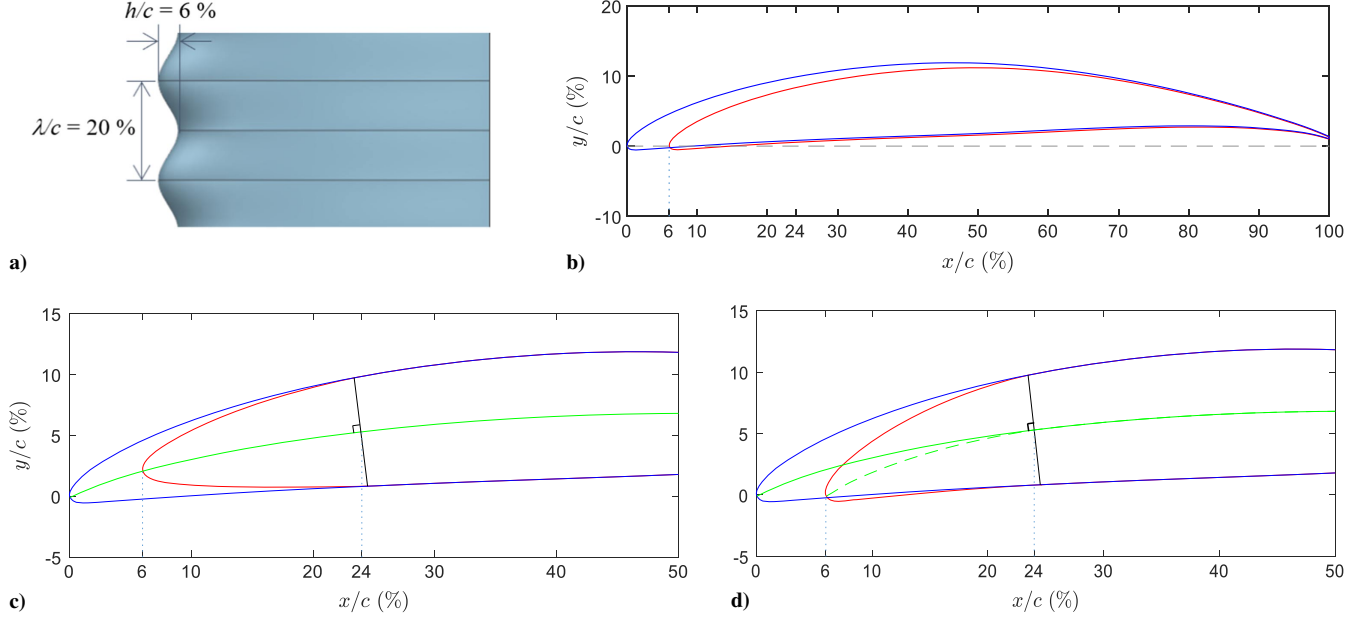 h/c = 6 %
λ/c = 20 %
a)
20
10
0
-10
y/c (%)
0 6 10 20 24 30 40 50 60 70 80 90 100
x/c (%)
b)
15
10
5
0
-5
y/c (%)
0 6 10 20 24 30 40 50
x/c (%)
c)
15
10
5
0
-5
y/c (%)
0 6 10 20 24 30 40 50
x/c (%)
d)